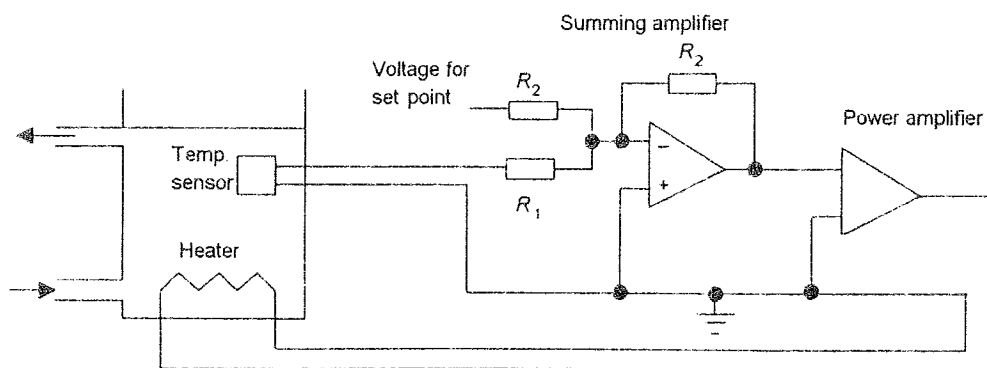 Summing amplifier
R2
Voltage for
set point
R2
Power amplifier
Temp.
sensor
R1
Heater
−
+